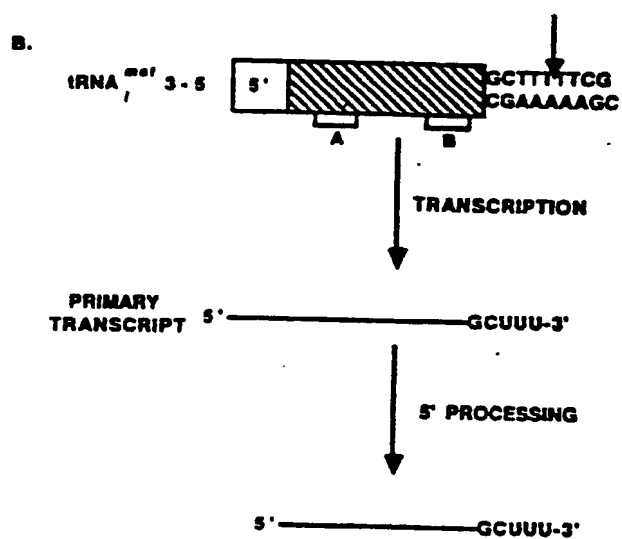 B.
tRNA i met 3-5 5' GCTTTTTCG
CGAAAAAGC
A B
TRANSCRIPTION
PRIMARY
TRANSCRIPT 5' GCUUU-3'
5' PROCESSING
5' GCUUU-3'